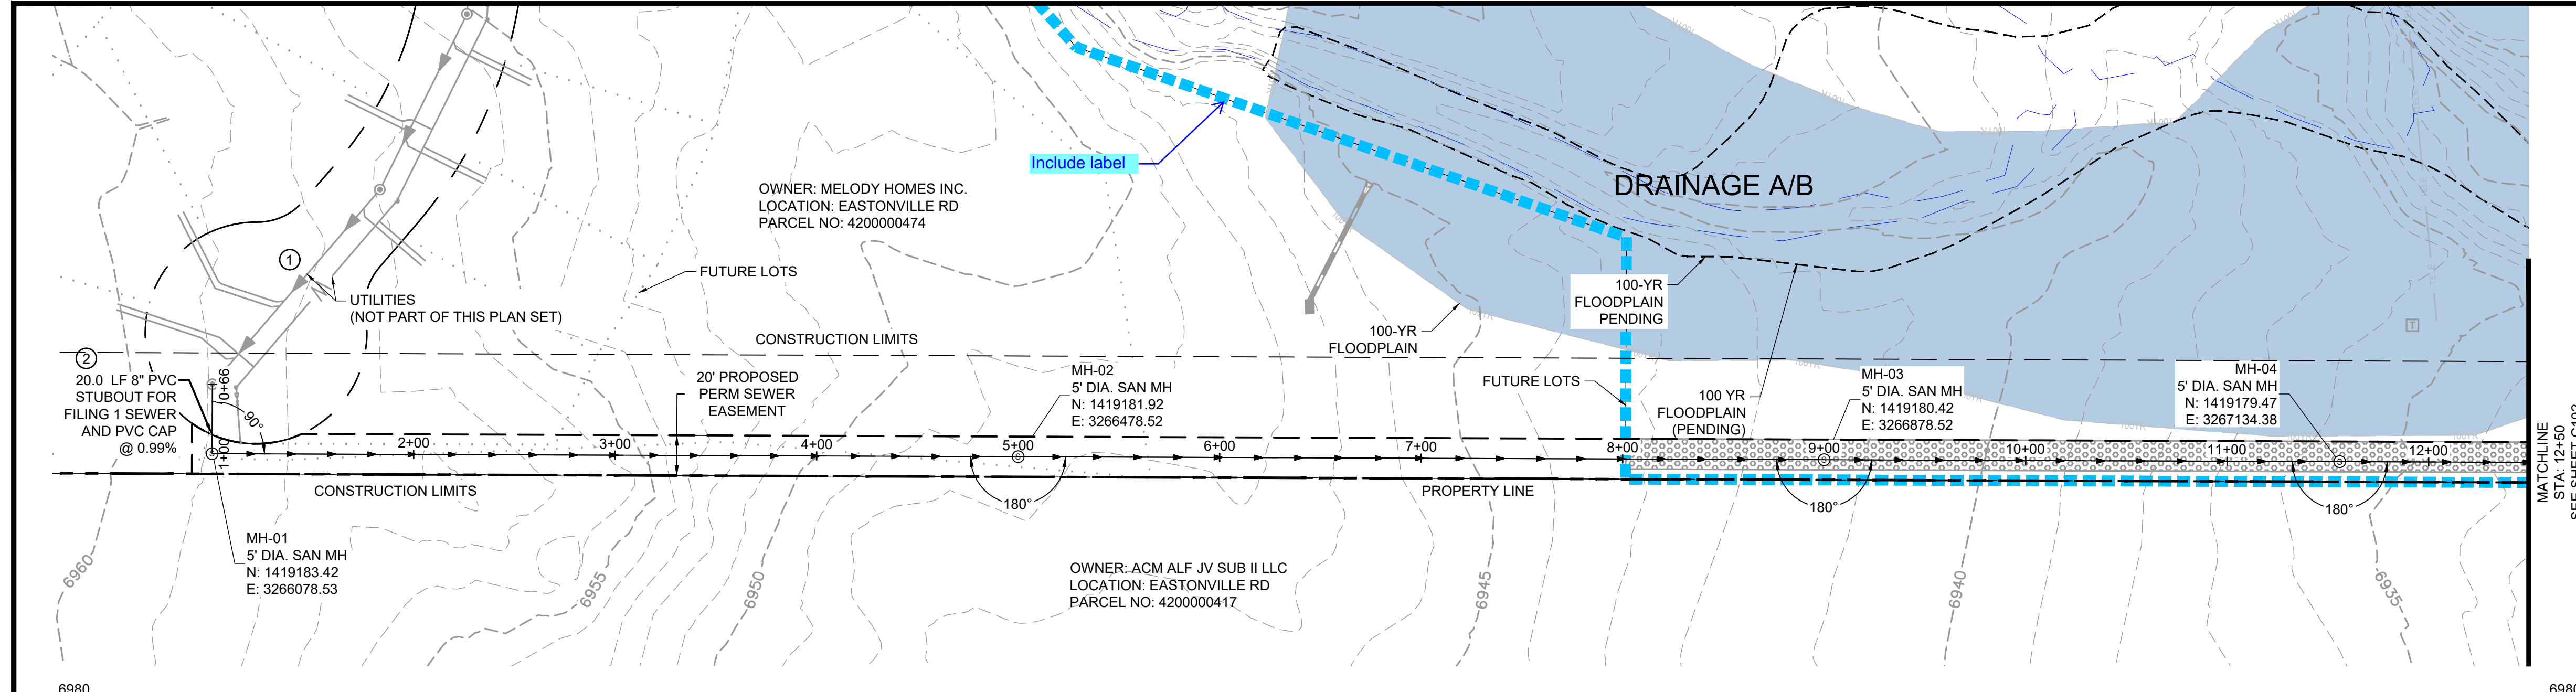 Include label
OWNER: MELODY HOMES INC.
LOCATION: EASTONVILLE RD
PARCEL NO: 4200000474
DRAINAGE A/B
1
FUTURE LOTS
UTILITIES
(NOT PART OF THIS PLAN SET)
100-YR
FLOODPLAIN
PENDING
100-YR
FLOODPLAIN
CONSTRUCTION LIMITS
T
2
20.0 LF 8" PVC
STUBOUT FOR
FILING 1 SEWER
AND PVC CAP
@ 0.99%
10+66
90°
1+00
20' PROPOSED
PERM SEWER
EASEMENT
MH-02
5' DIA. SAN MH
N: 1419181.92
E: 3266478.52
FUTURE LOTS
100 YR
FLOODPLAIN
(PENDING)
MH-03
5' DIA. SAN MH
N: 1419180.42
E: 3266878.52
MH-04
5' DIA. SAN MH
N: 1419179.47
E: 3267134.38
2+00
3+00
4+00
5+00
6+00
7+00
8+00
9+00
10+00
11+00
12+00
S
S
S
S
MATCHLINE
STA: 12+50
SEE SHEET C102
CONSTRUCTION LIMITS
PROPERTY LINE
180°
180°
180°
MH-01
5' DIA. SAN MH
N: 1419183.42
E: 3266078.53
OWNER: ACM ALF JV SUB II LLC
LOCATION: EASTONVILLE RD
PARCEL NO: 4200000417
6960
6955
6950
6945
6940
6935
6980
6980